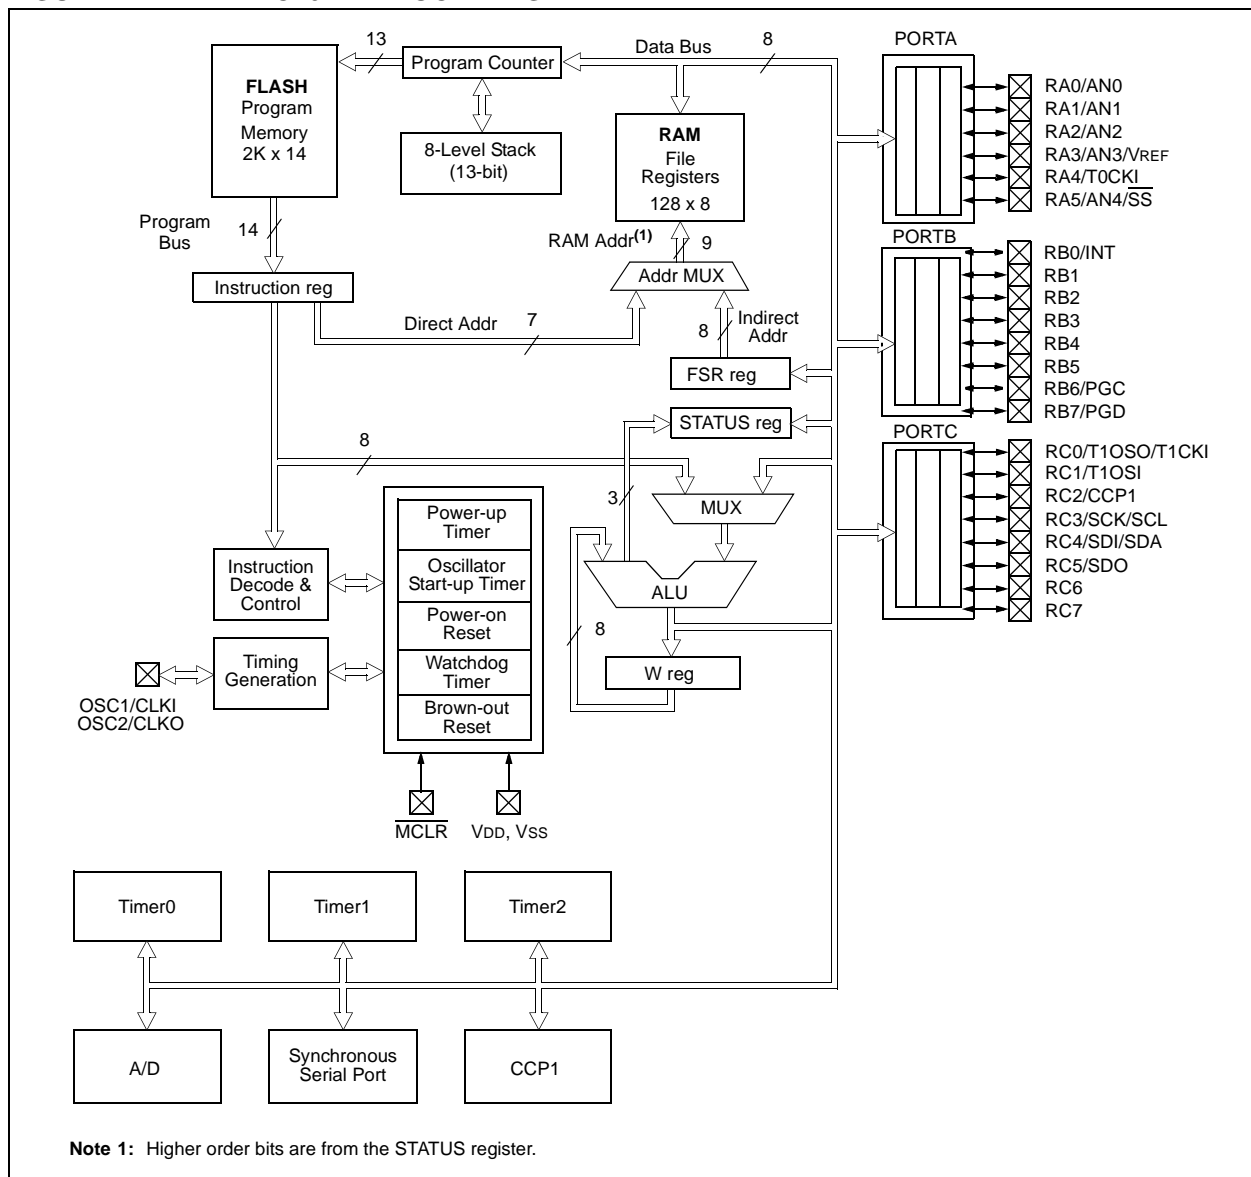 13
Program Counter
Data Bus
8
PORTA
FLASH
Program
Memory
2K x 14
8-Level Stack
(13-bit)
RAM
File
Registers
128 x 8
RA0/AN0
RA1/AN1
RA2/AN2
RA3/AN3/VREF
RA4/T0CKI
RA5/AN4/SS
Program
Bus
14
RAM Addr(1)
9
Addr MUX
PORTB
RB0/INT
RB1
RB2
RB3
RB4
RB5
RB6/PGC
RB7/PGD
Instruction reg
Direct Addr
7
8
Indirect
Addr
FSR reg
STATUS reg
PORTC
RC0/T1OSO/T1CKI
RC1/T1OSI
RC2/CCP1
RC3/SCK/SCL
RC4/SDI/SDA
RC5/SDO
RC6
RC7
8
3
MUX
Power-up
Timer
Oscillator
Start-up Timer
Power-on
Reset
Watchdog
Timer
Brown-out
Reset
Instruction
Decode &
Control
ALU
8
W reg
Timing
Generation
OSC1/CLKI
OSC2/CLKO
MCLR
VDD, VSS
Timer0
Timer1
Timer2
A/D
Synchronous
Serial Port
CCP1
Note 1: Higher order bits are from the STATUS register.